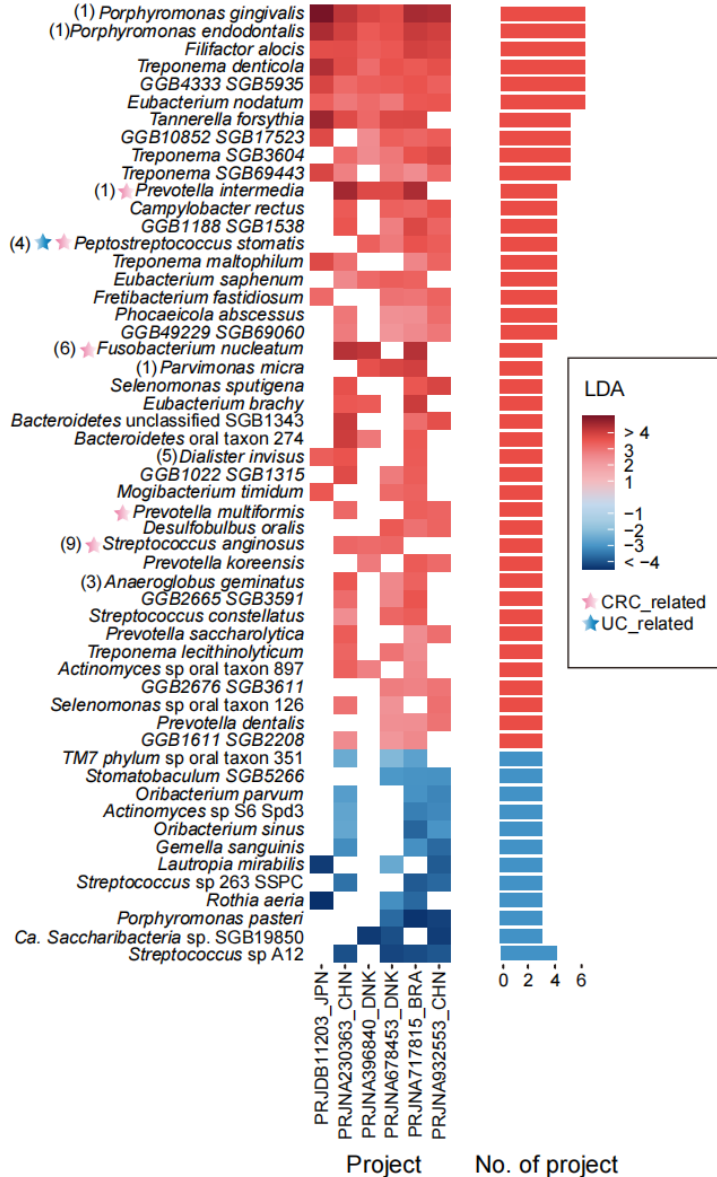 (1) Porphyromonas gingivalis
(1) Porphyromonas endodontalis
Filifactor alocis
Treponema denticola
GGB4333 SGB5935
Eubacterium nodatum
Tannerella forsythia
GGB10852 SGB17523
Treponema SGB3604
Treponema SGB69443
(1) Prevotella intermedia
Campylobacter rectus
GGB1188 SGB1538
(4) Peptostreptococcus stomatis
Treponema maltophilum
Eubacterium saphenum
Fretibacterium fastidiosum
Phocaeicola abscessus
GGB49229 SGB69060
(6) Fusobacterium nucleatum
(1) Parvimonas micra
Selenomonas sputigena
Eubacterium brachy
Bacteroidetes unclassified SGB1343
Bacteroidetes oral taxon 274
(5) Dialister invisus
GGB1022 SGB1315
Mogibacterium timidum
Prevotella multiformis
Desulfobulbus oralis
(9) Streptococcus anginosus
Prevotella koreensis
(3) Anaeroglobus geminatus
GGB2665 SGB3591
Streptococcus constellatus
Prevotella saccharolytica
Treponema lecithinolyticum
Actinomyces sp oral taxon 897
GGB2676 SGB3611
Selenomonas sp oral taxon 126
Prevotella dentalis
GGB1611 SGB2208
TM7 phylum sp oral taxon 351
Stomatobaculum SGB5266
Oribacterium parvum
Actinomyces sp S6 Spd3
Oribacterium sinus
Gemella sanguinis
Lautropia mirabilis
Streptococcus sp 263 SSPC
Rothia aeria
Porphyromonas pasteri
Ca. Saccharibacteria sp. SGB19850
Streptococcus sp A12
PRJDB11203_JPN
PRJNA230363_CHN
PRJNA396840_DNK
PRJNA678453_DNK
PRJNA717815_BRA
PRJNA932553_CHN
Project
0 2 4 6
No. of project
LDA
> 4
3
2
1
−1
−2
−3
< −4
CRC_related
UC_related